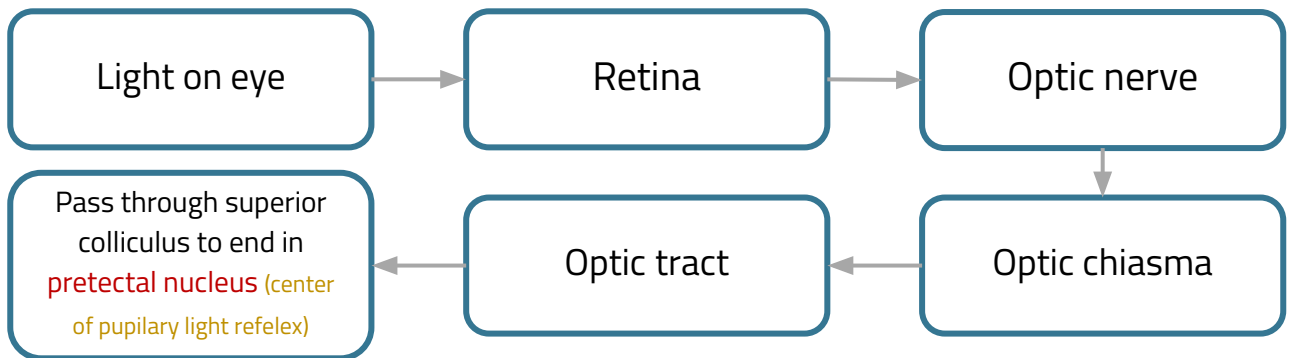 Light on eye
Retina
Optic nerve
Optic chiasma
Optic tract
Pass through superior
colliculus to end in
pretectal nucleus (center
of pupilary light refelex)